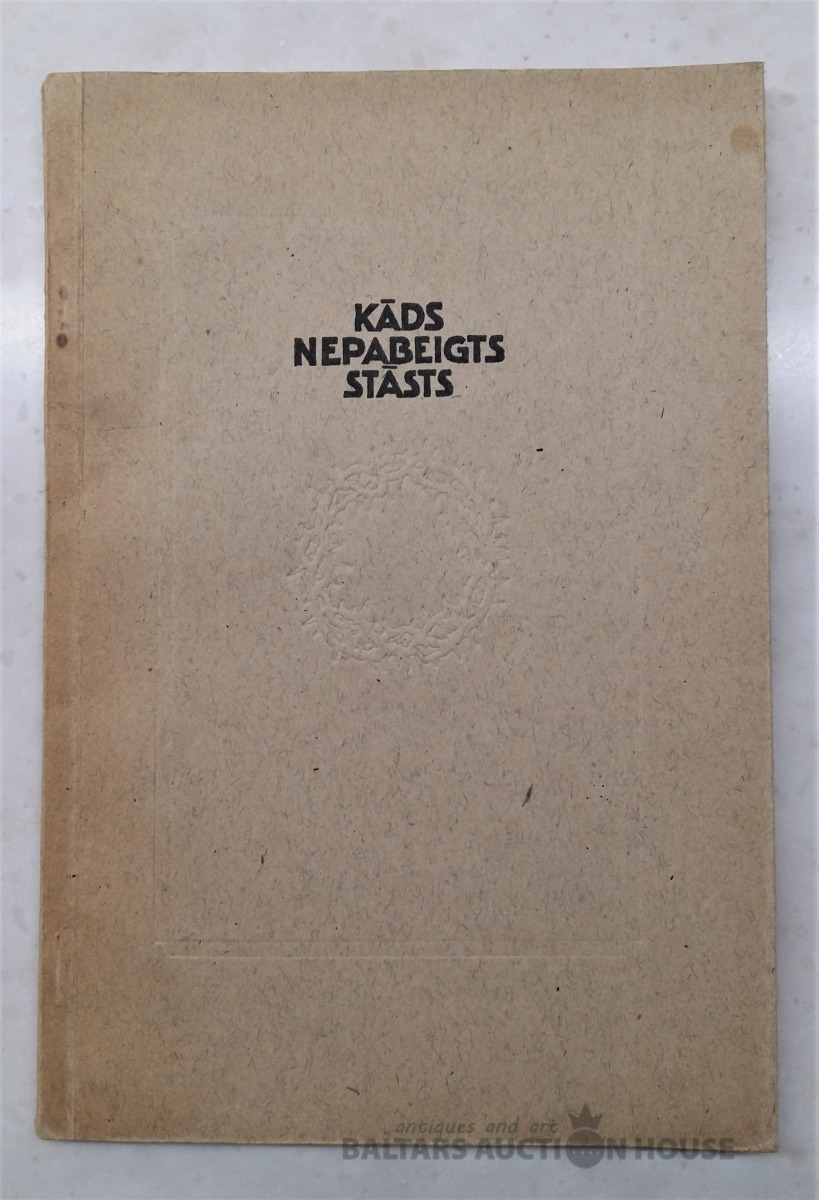 KĀDS
NEPABEIGTS
STĀSTS
antiques and art
BALTARS AUCTION HOUSE